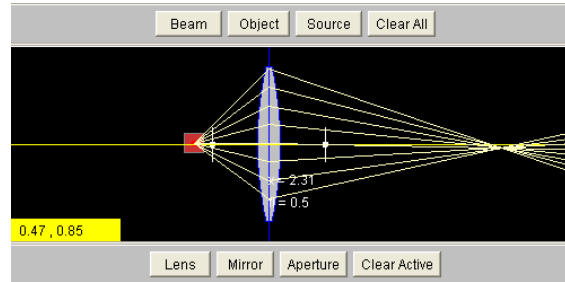 Beam Object Source Clear All
x = 2.31
f = 0.5
0.47 , 0.85
Lens Mirror Aperture Clear Active